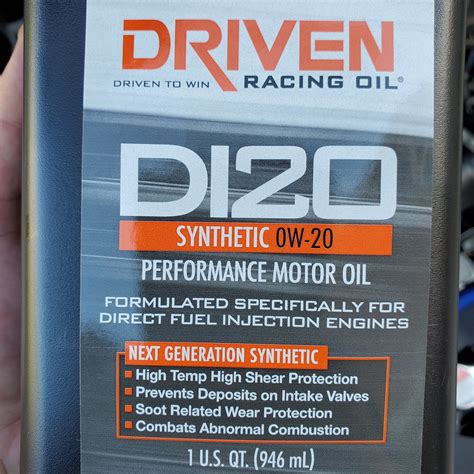 DRIVEN
DRIVEN TO WIN RACING OIL®
DI20
SYNTHETIC 0W-20
PERFORMANCE MOTOR OIL
FORMULATED SPECIFICALLY FOR
DIRECT FUEL INJECTION ENGINES
NEXT GENERATION SYNTHETIC
▪ High Temp High Shear Protection
▪ Prevents Deposits on Intake Valves
▪ Soot Related Wear Protection
▪ Combats Abnormal Combustion
1 U.S. QT. (946 mL)